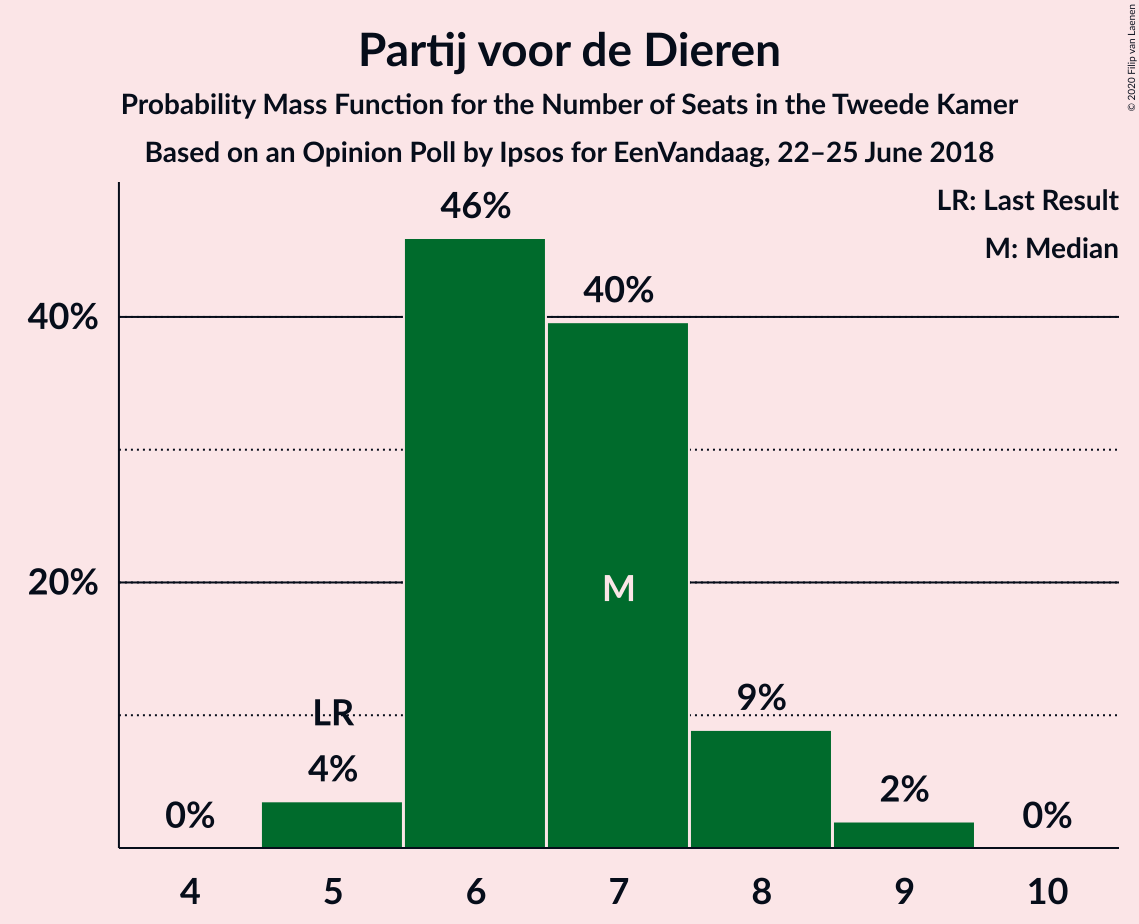 Partij voor de Dieren
Probability Mass Function for the Number of Seats in the Tweede Kamer
Based on an Opinion Poll by Ipsos for EenVandaag, 22–25 June 2018
© 2020 Filip van Laenen
LR: Last Result
M: Median
46%
40%
40%
20%
M
LR
9%
4%
2%
0%
0%
4 5 6 7 8 9 10